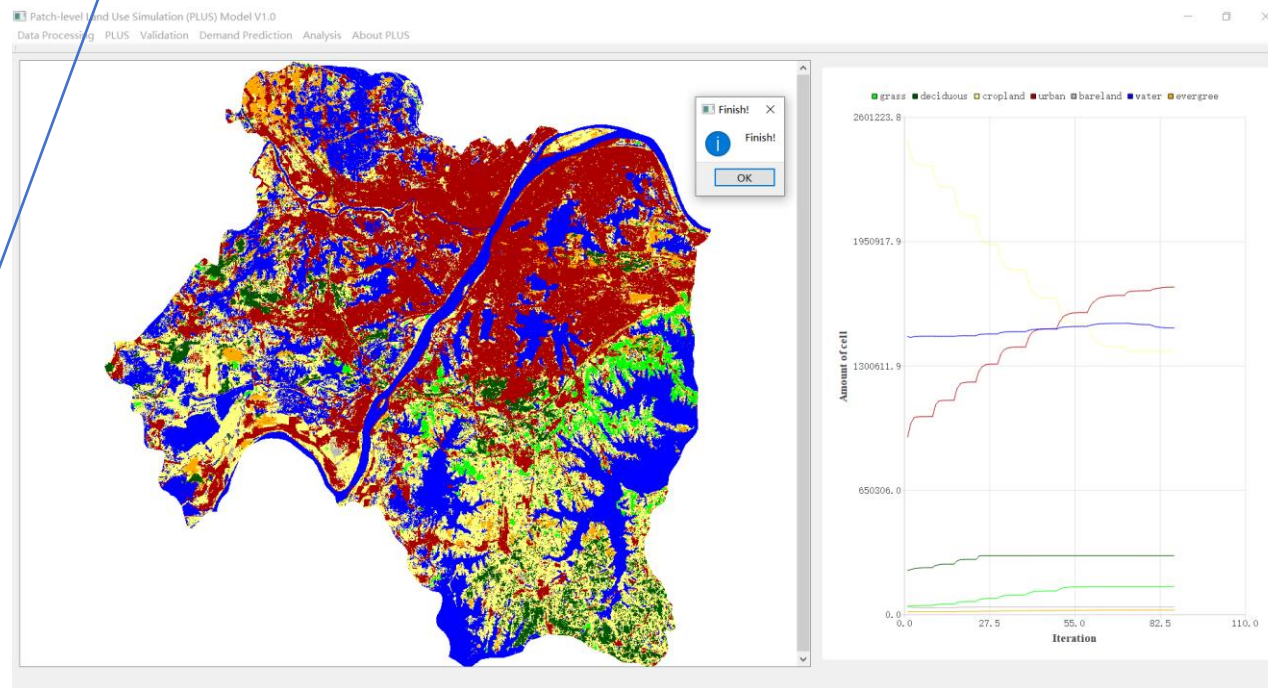 Patch-level Land Use Simulation (PLUS) Model V1.0
Data Processing PLUS Validation Demand Prediction Analysis About PLUS
Finish!
Finish!
OK
grass deciduous cropland urban bareland vater evergree
2601223.8
1950917.9
1300611.9
650306.0
0.0
Amount of cell
0.0 27.5 55.0 82.5 110.0
Iteration